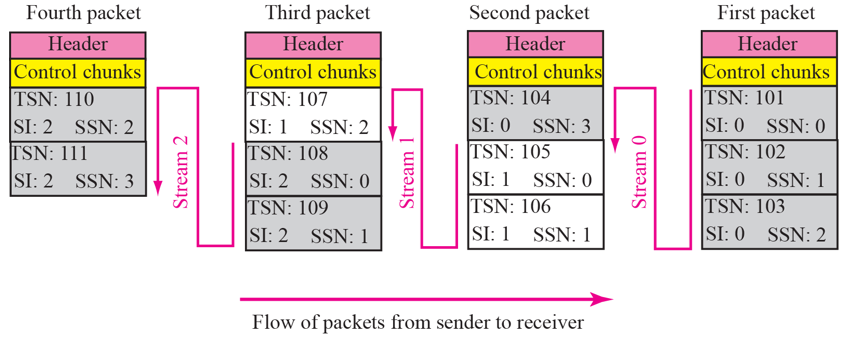 Fourth packet
Header
Control chunks
TSN: 110
SI: 2 SSN: 2
TSN: 111
SI: 2 SSN: 3
Stream 2
Third packet
Header
Control chunks
TSN: 107
SI: 1 SSN: 2
TSN: 108
SI: 2 SSN: 0
TSN: 109
SI: 2 SSN: 1
Stream 1
Second packet
Header
Control chunks
TSN: 104
SI: 0 SSN: 3
TSN: 105
SI: 1 SSN: 0
TSN: 106
SI: 1 SSN: 1
Stream 0
First packet
Header
Control chunks
TSN: 101
SI: 0 SSN: 0
TSN: 102
SI: 0 SSN: 1
TSN: 103
SI: 0 SSN: 2
Flow of packets from sender to receiver